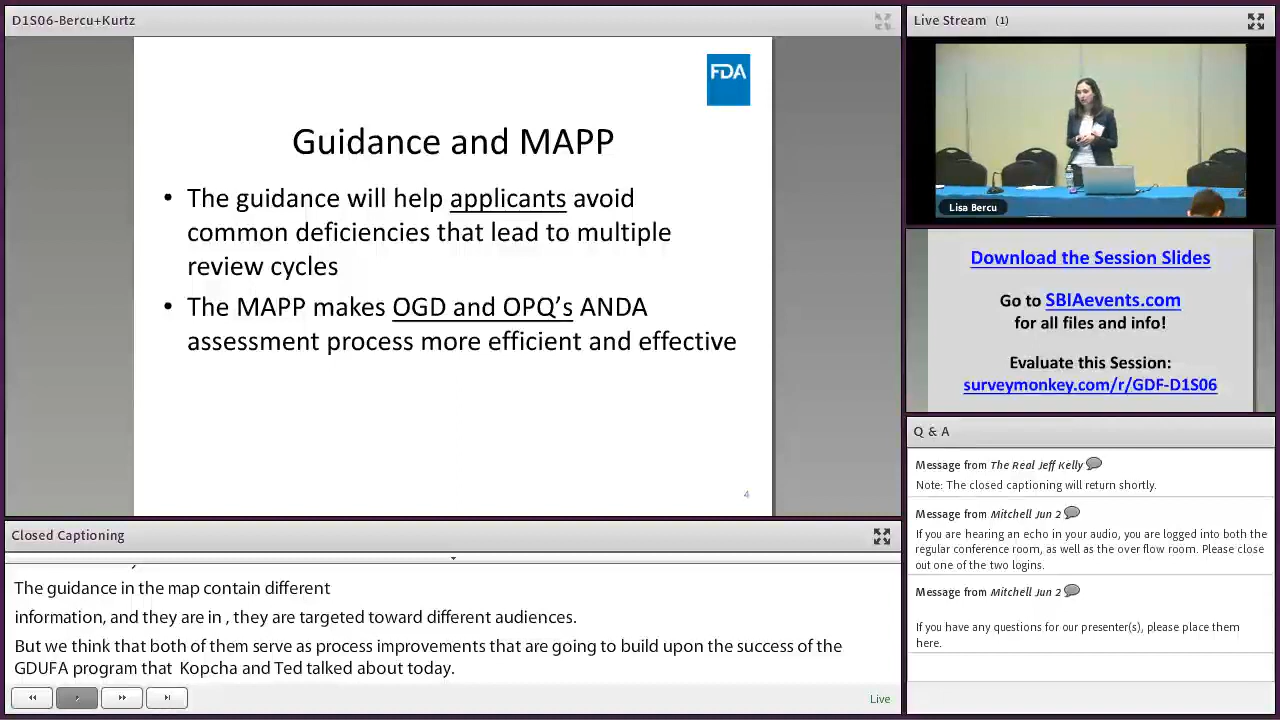 D1S06-Bercu+Kurtz
FDA
Guidance and MAPP
• The guidance will help applicants avoid
common deficiencies that lead to multiple
review cycles
• The MAPP makes OGD and OPQ's ANDA
assessment process more efficient and effective
4
Closed Captioning
The guidance in the map contain different
information, and they are in , they are targeted toward different audiences.
But we think that both of them serve as process improvements that are going to build upon the success of the
GDUFA program that Kopcha and Ted talked about today.
Live
Live Stream (1)
Lisa Bercu
Download the Session Slides
Go to SBIAevents.com
for all files and info!
Evaluate this Session:
surveymonkey.com/r/GDF-D1S06
Q & A
Message from The Real Jeff Kelly
Note: The closed captioning will return shortly.
Message from Mitchell Jun 2
If you are hearing an echo in your audio, you are logged into both the
regular conference room, as well as the over flow room. Please close
out one of the two logins.
Message from Mitchell Jun 2
If you have any questions for our presenter(s), please place them
here.